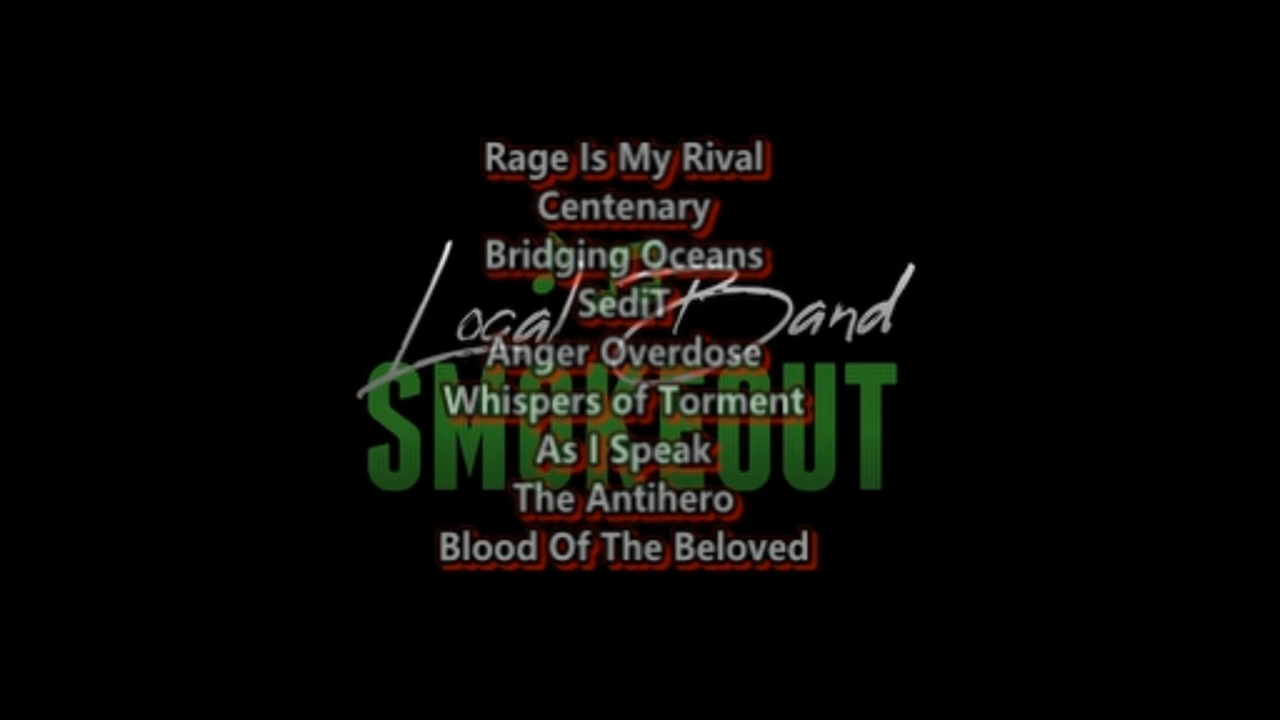 Rage Is My Rival
Centenary
Bridging Oceans
SediT
Anger Overdose
Whispers of Torment
As I Speak
The Antihero
Blood Of The Beloved
Local Band
SMOKEOUT